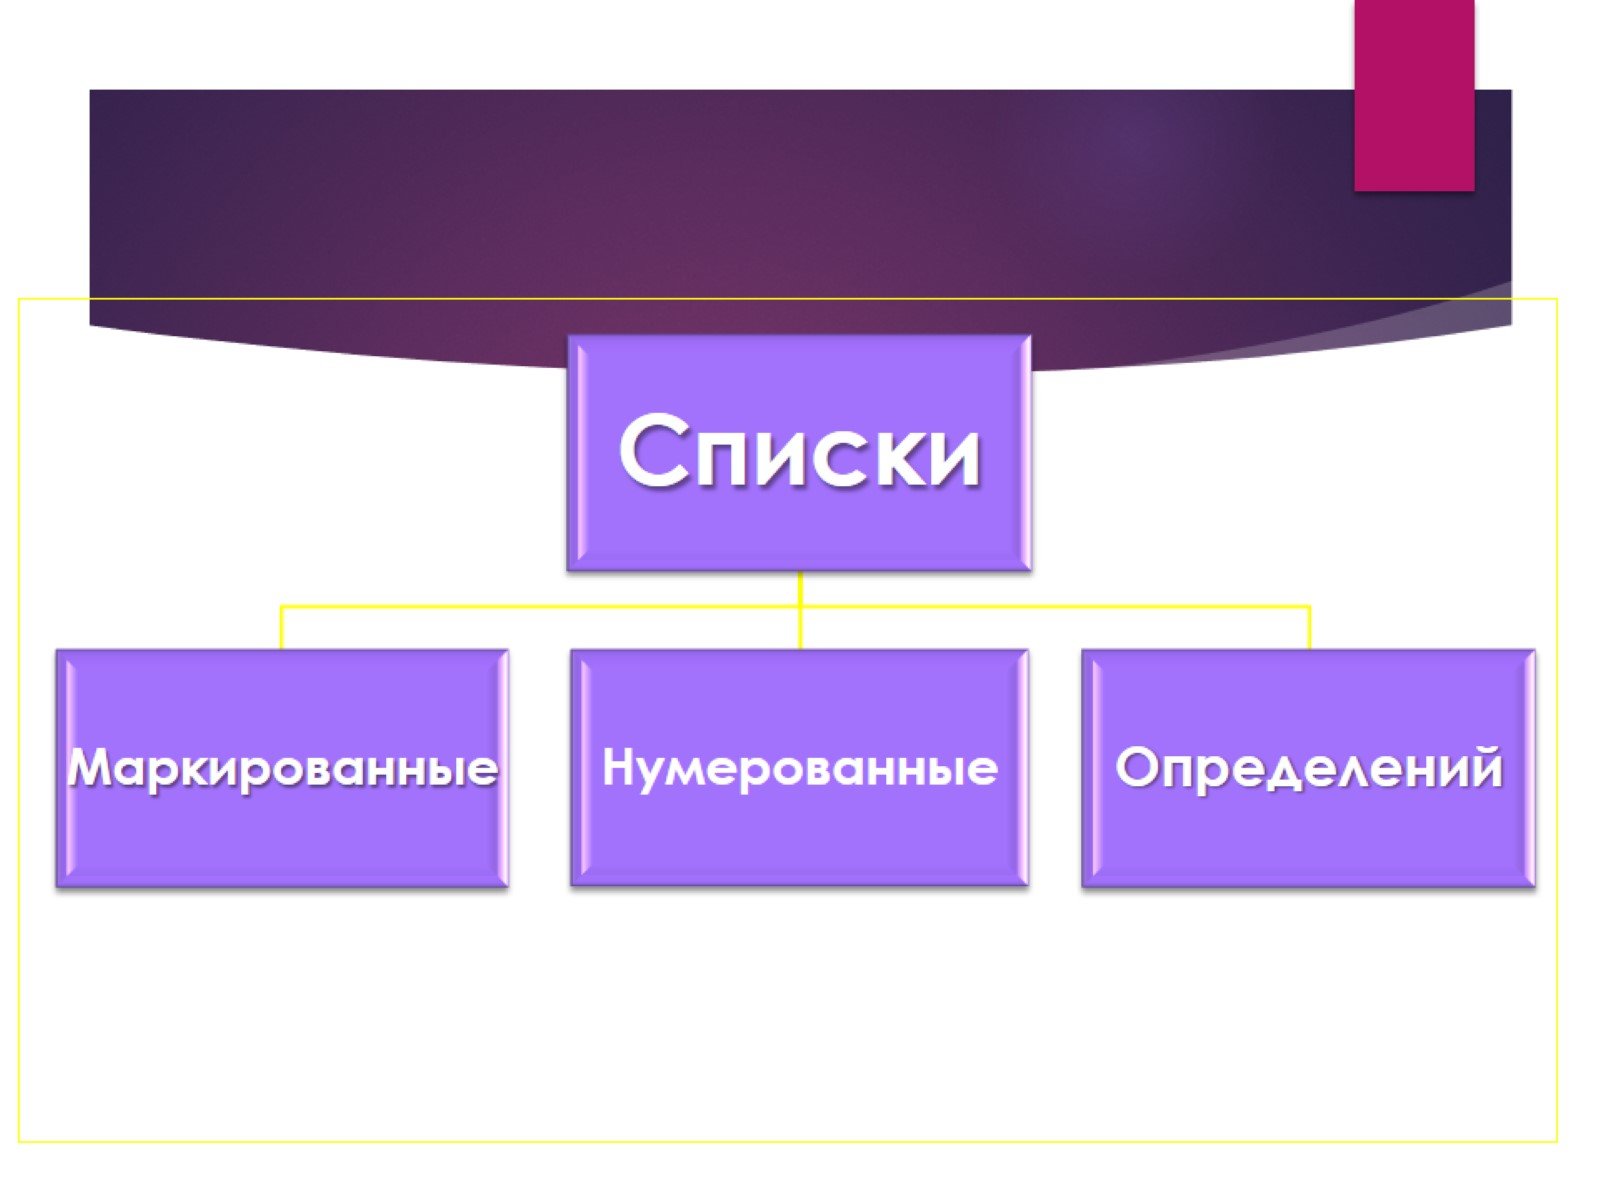 Списки
Маркированные
Нумерованные
Определений